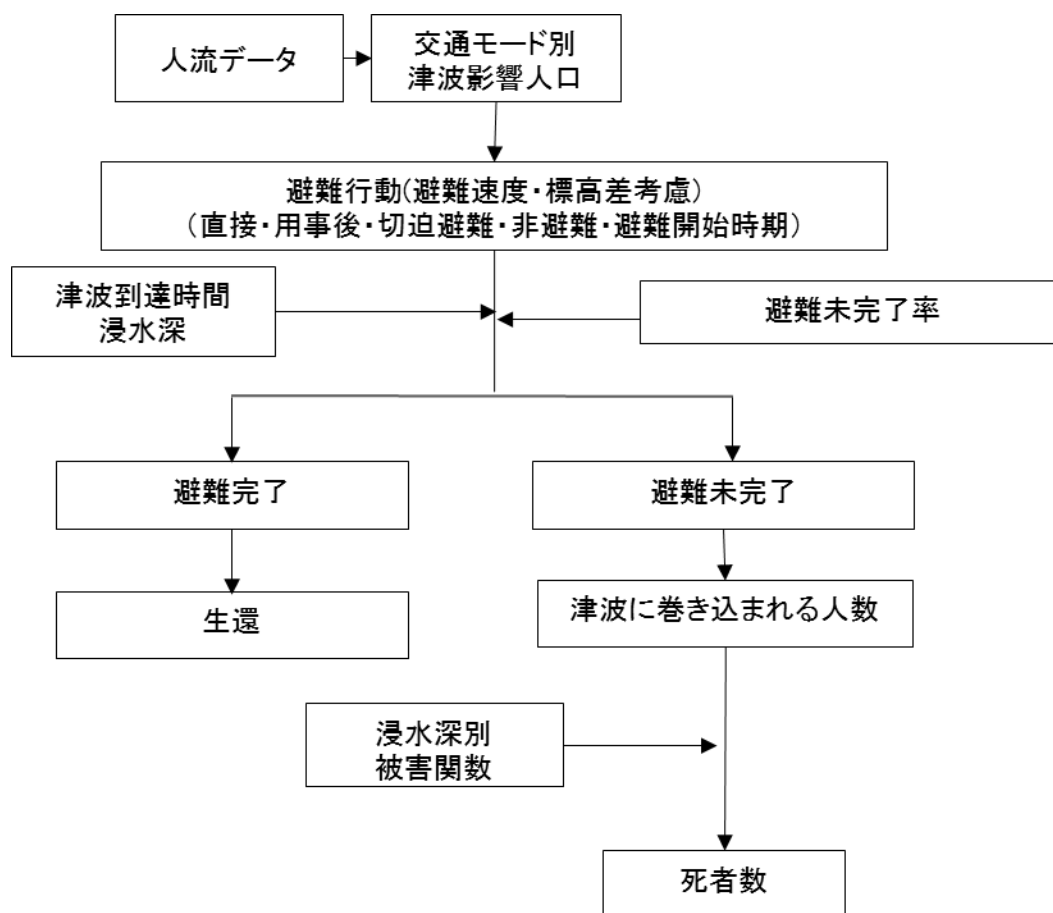 人流データ
交通モード別
津波影響人口
避難行動(避難速度・標高差考慮)
(直接・用事後・切迫避難・非避難・避難開始時期)
津波到達時間
浸水深
避難未完了率
避難完了
避難未完了
生還
津波に巻き込まれる人数
浸水深別
被害関数
死者数